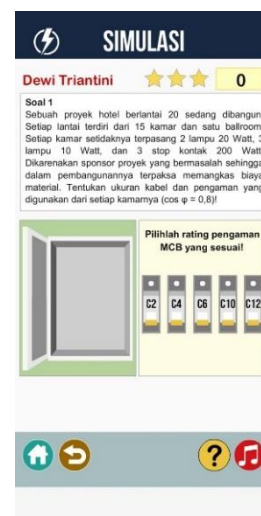 SIMULASI
Dewi Triantini
0
Soal 1
Sebuah proyek hotel berlantai 20 sedang dibangun
Setiap lantai terdiri dari 15 kamar dan satu ballroom
Setiap kamar setidaknya terpasang 2 lampu 20 Watt, 3
lampu 10 Watt, dan 3 stop kontak 200 Watt
Dikarenakan sponsor proyek yang bermasalah sehingga
dalam pembangunannya terpaksa memangkas biaya
material. Tentukan ukuran kabel dan pengaman yang
digunakan dari setiap kamarnya (cos φ = 0,8)!
Pilihlah rating pengaman
MCB yang sesuai!
C2 C4 C6 C10 C12
?